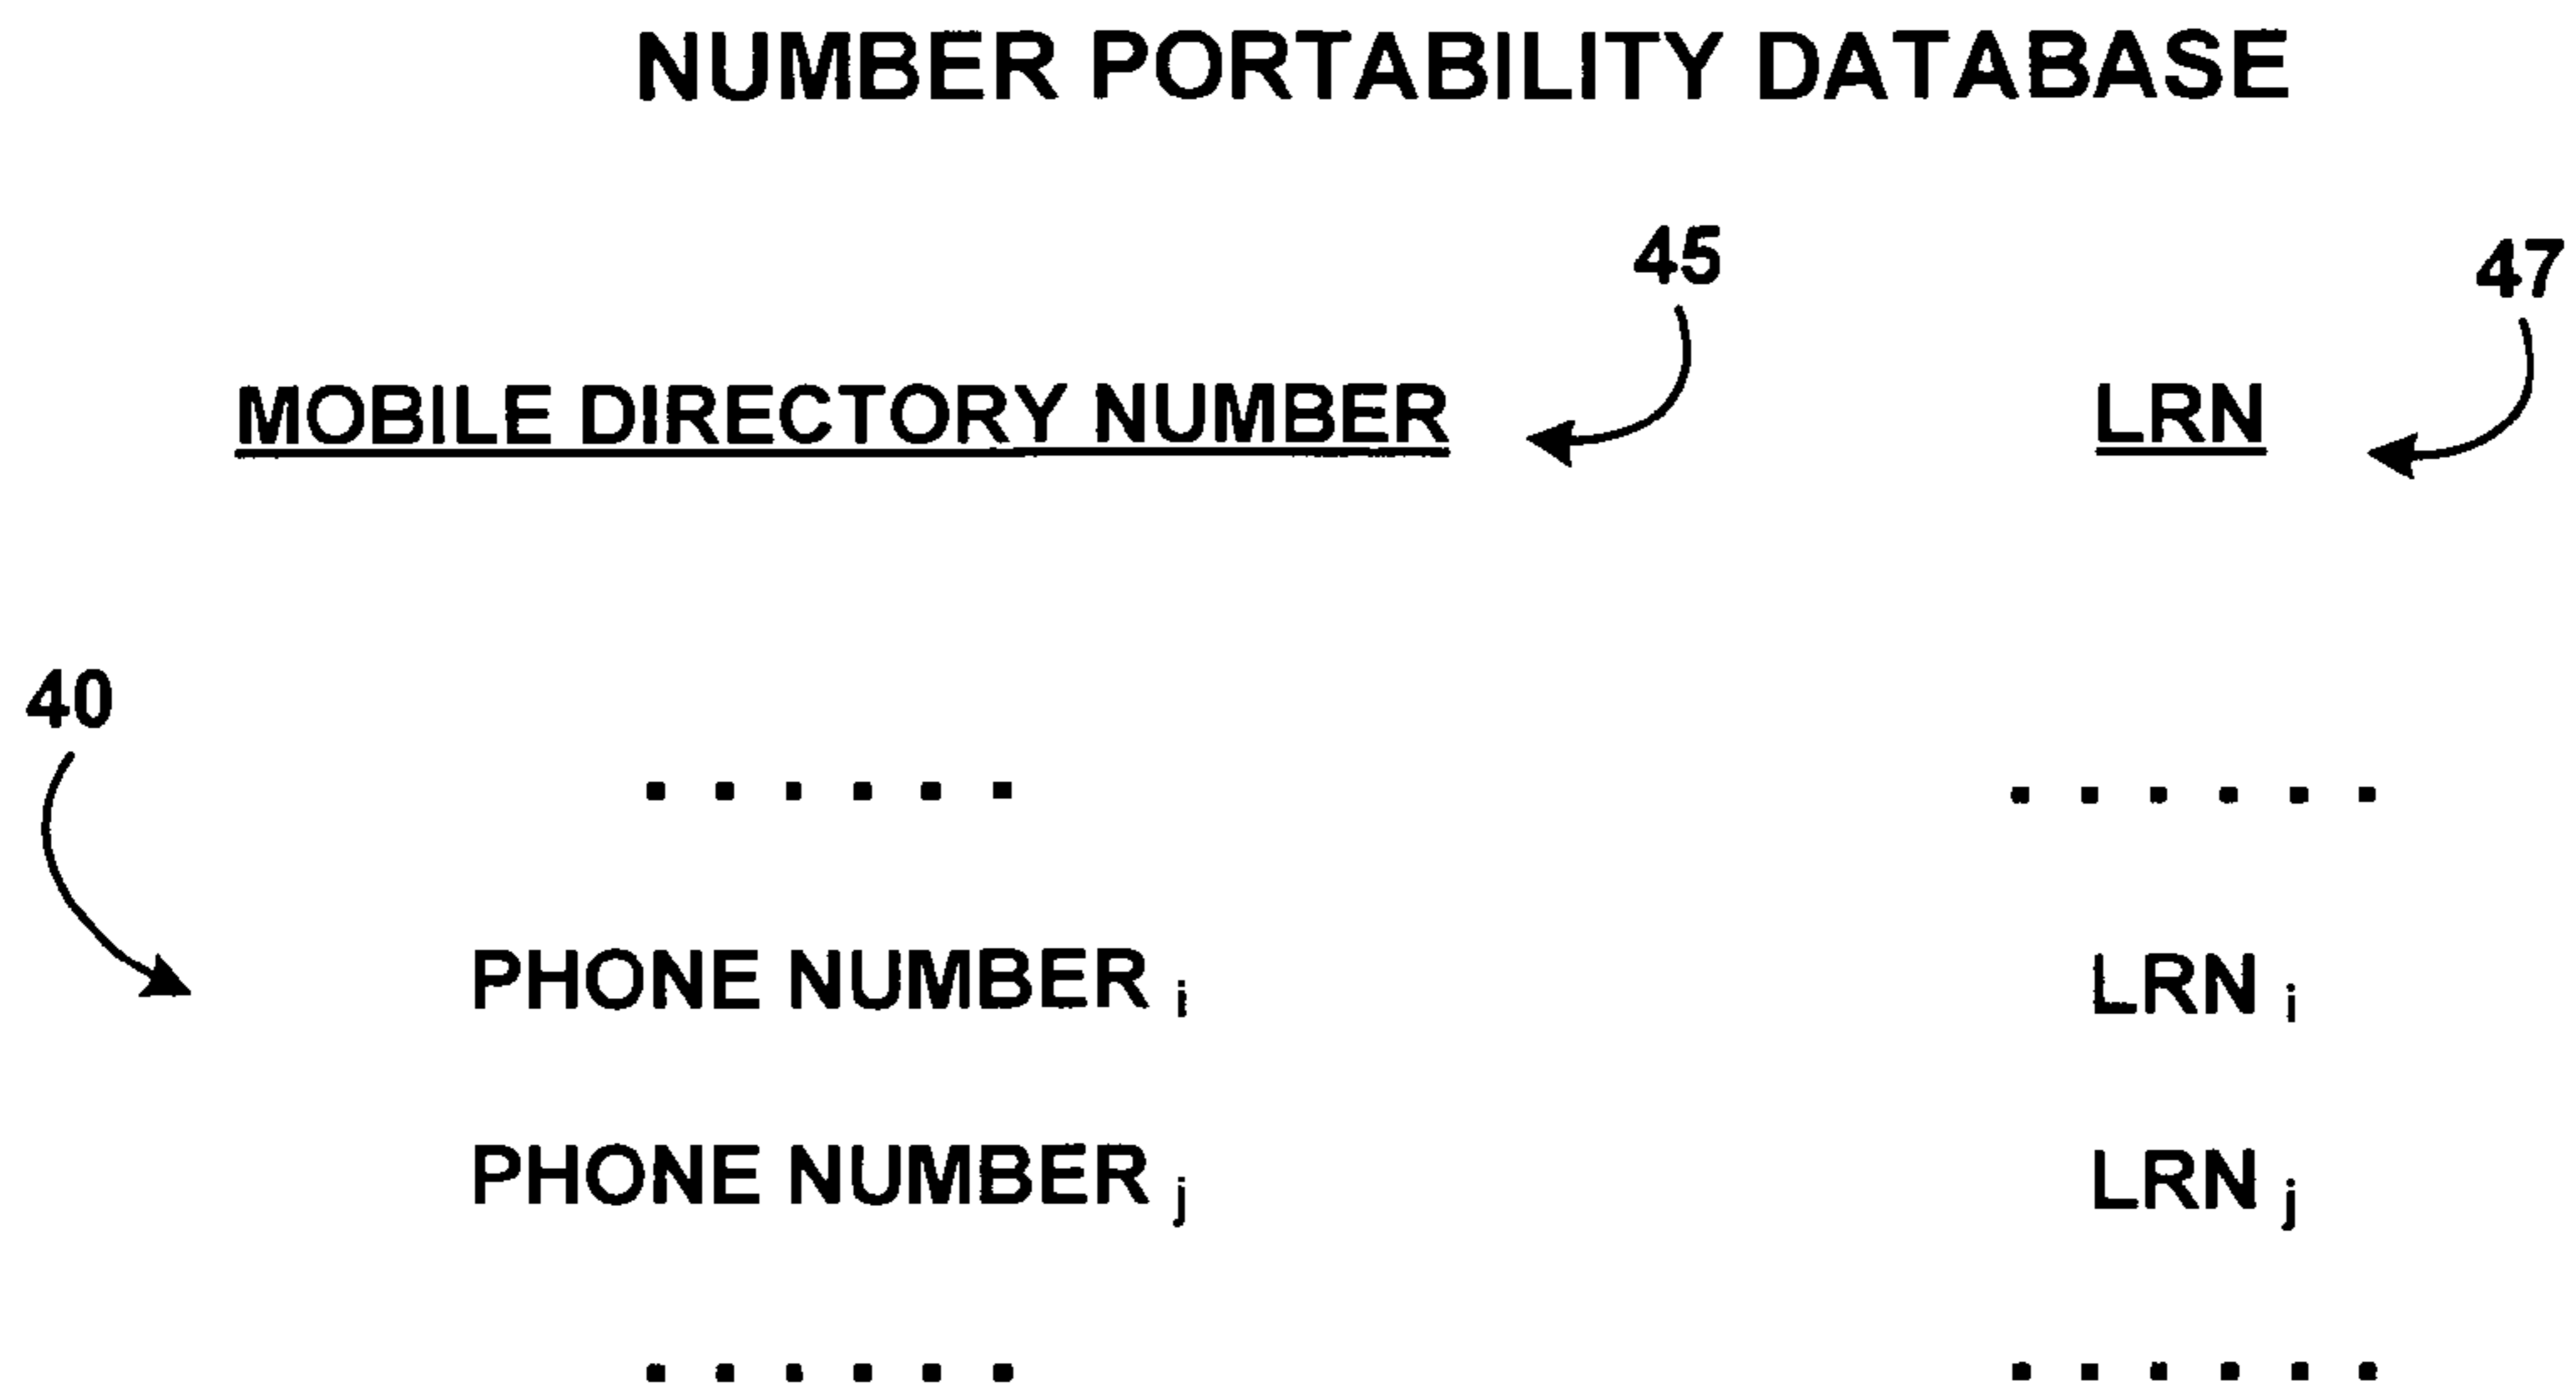 NUMBER PORTABILITY DATABASE
45
47
MOBILE DIRECTORY NUMBER LRN
40
. . . . . . . . . . . .
PHONE NUMBER i LRN i
PHONE NUMBER j LRN j
. . . . . . . . . . . .